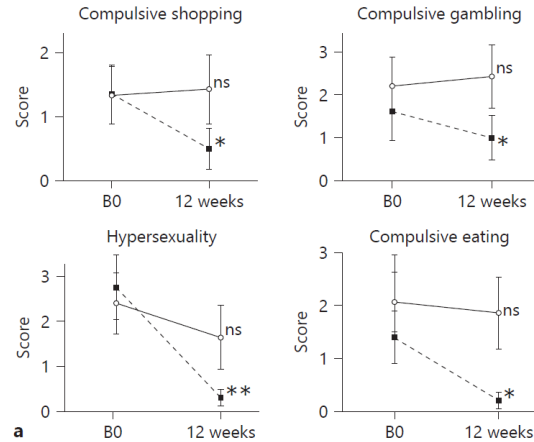 Compulsive shopping
Score
2
1
0
ns
*
B0 12 weeks
Compulsive gambling
Score
3
2
1
0
ns
*
B0 12 weeks
Hypersexuality
Score
3
2
1
0
ns
**
B0 12 weeks
Compulsive eating
Score
3
2
1
0
ns
*
B0 12 weeks
a